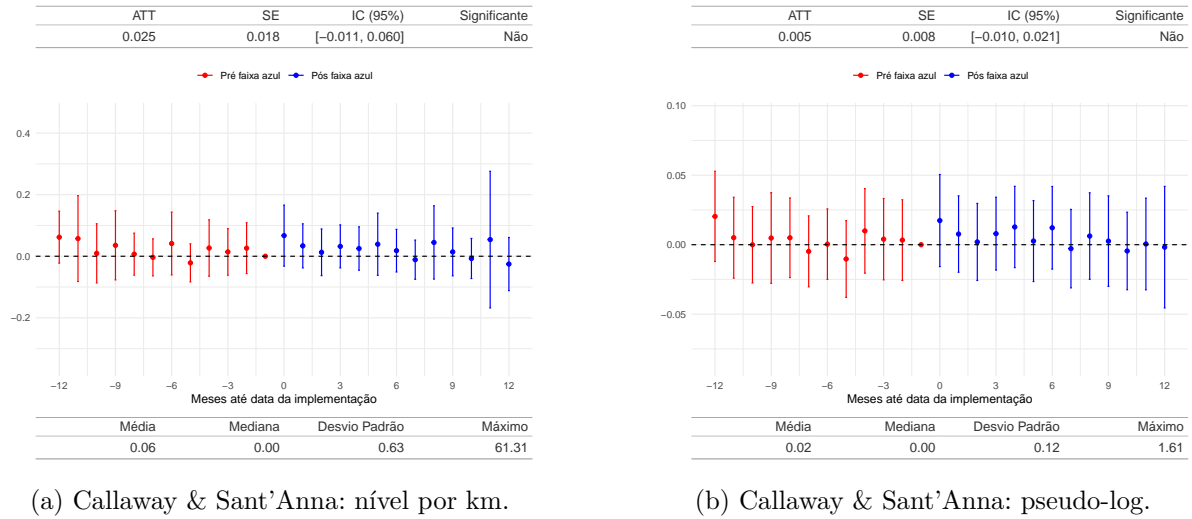 ATT SE IC (95%) Significante
0.025 0.018 [−0.011, 0.060] Não
Pré faixa azul Pós faixa azul
0.4
0.2
0.0
−0.2
−12 −9 −6 −3 0 3 6 9 12
Meses até data da implementação
Média Mediana Desvio Padrão Máximo
0.06 0.00 0.63 61.31
(a) Callaway & Sant'Anna: nível por km.
ATT SE IC (95%) Significante
0.005 0.008 [−0.010, 0.021] Não
Pré faixa azul Pós faixa azul
0.10
0.05
0.00
−0.05
−12 −9 −6 −3 0 3 6 9 12
Meses até data da implementação
Média Mediana Desvio Padrão Máximo
0.02 0.00 0.12 1.61
(b) Callaway & Sant'Anna: pseudo-log.